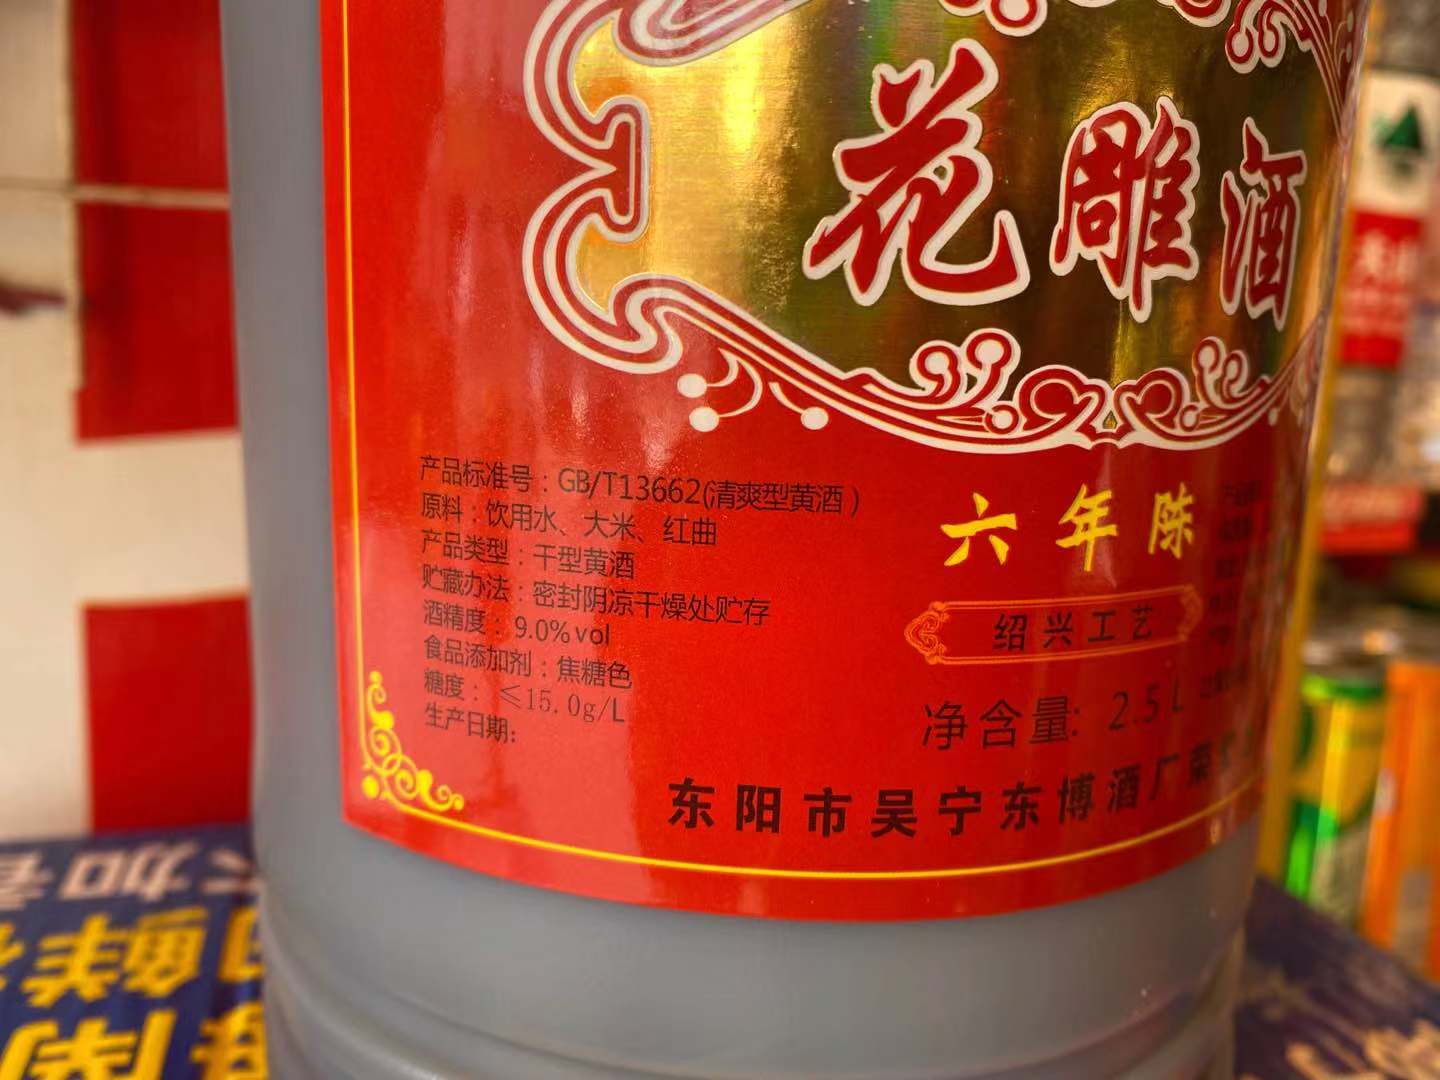 花雕酒
六年陈
绍兴工艺
净含量: 2.5L
产品标准号：GB/T13662(清爽型黄酒）
原料：饮用水、大米、红曲
产品类型：干型黄酒
贮藏办法：密封阴凉干燥处贮存
酒精度：9.0%vol
食品添加剂：焦糖色
糖度：≤15.0g/L
生产日期:
东阳市吴宁东博酒厂荣